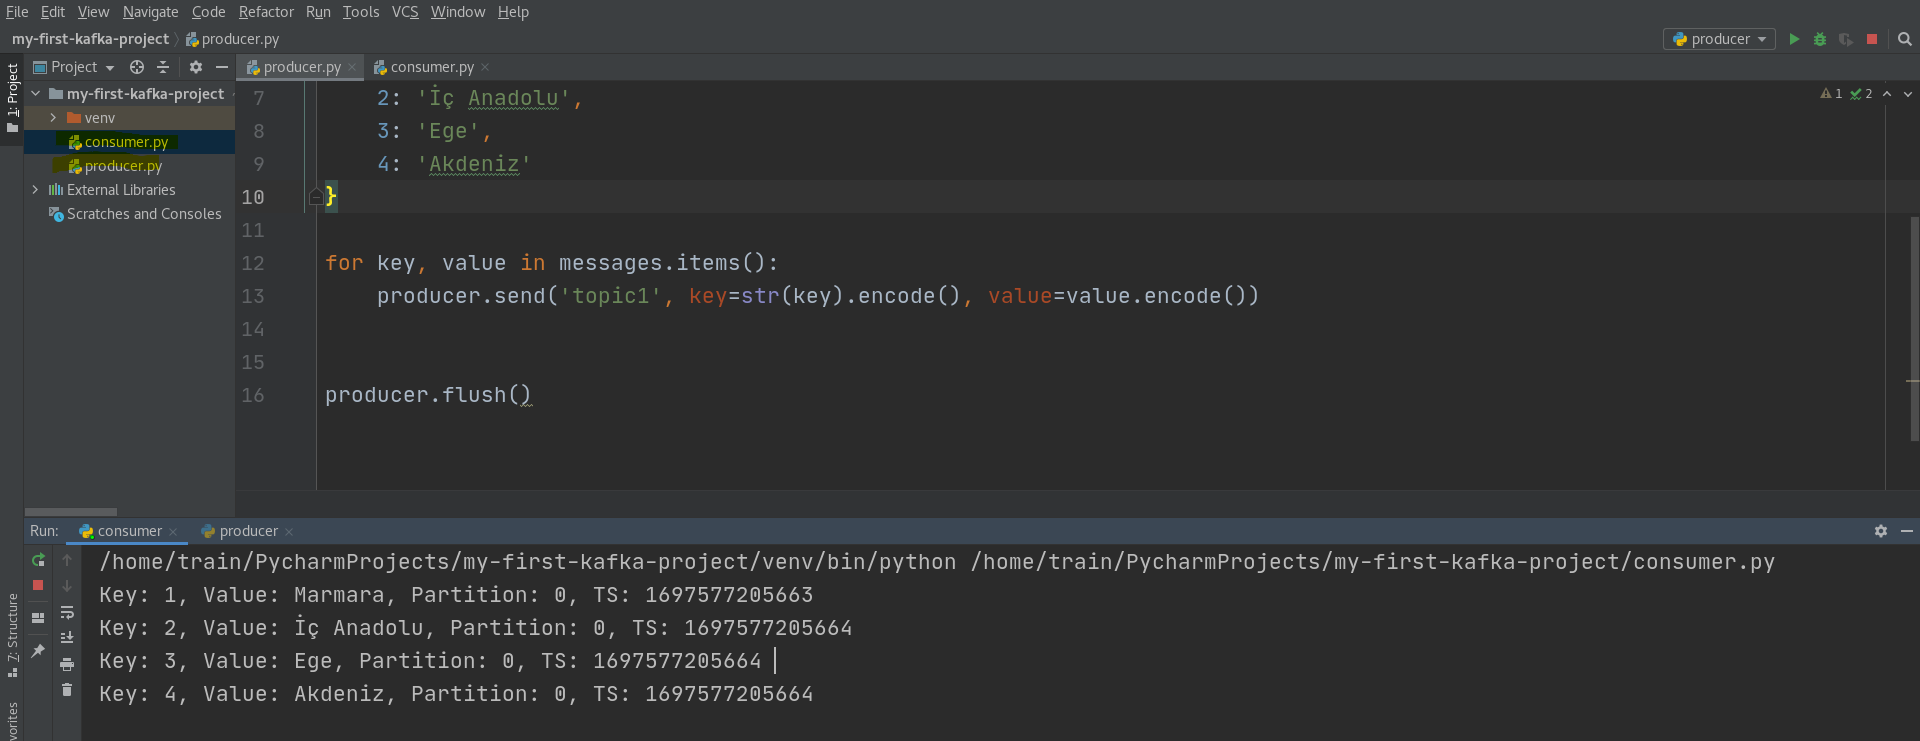 File Edit View Navigate Code Refactor Run Tools VCS Window Help
my-first-kafka-project producer.py producer
1: Project
Project
producer.py consumer.py
my-first-kafka-project
venv
consumer.py
producer.py
External Libraries
Scratches and Consoles
1 2
7 2: 'İç Anadolu',
8 3: 'Ege',
9 4: 'Akdeniz'
10 }
11
12 for key, value in messages.items():
13 producer.send('topic1', key=str(key).encode(), value=value.encode())
14
15
16 producer.flush()
Run: consumer producer
/home/train/PycharmProjects/my-first-kafka-project/venv/bin/python /home/train/PycharmProjects/my-first-kafka-project/consumer.py
Key: 1, Value: Marmara, Partition: 0, TS: 1697577205663
Key: 2, Value: İç Anadolu, Partition: 0, TS: 1697577205664
Key: 3, Value: Ege, Partition: 0, TS: 1697577205664
Key: 4, Value: Akdeniz, Partition: 0, TS: 1697577205664
7: Structure
vorites